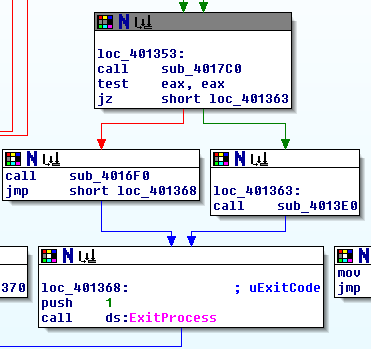 loc_401353:
call sub_4017C0
test eax, eax
jz short loc_401363
call sub_4016F0
jmp short loc_401368
loc_401363:
call sub_4013E0
370
loc_401368: ; uExitCode
push 1
call ds:ExitProcess
mov
jmp